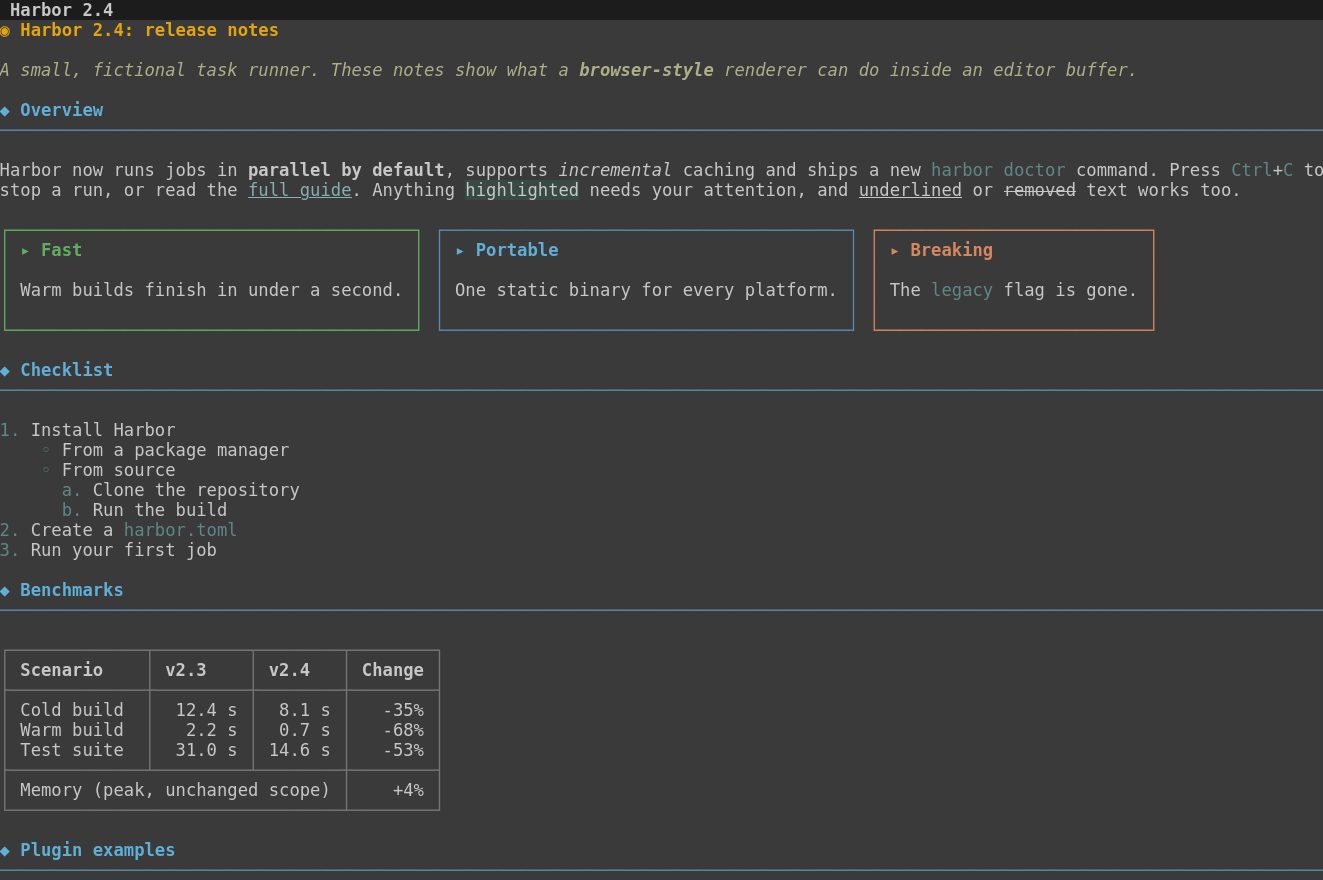 Harbor 2.4
◉ Harbor 2.4: release notes
A small, fictional task runner. These notes show what a browser-style renderer can do inside an editor buffer.
◆ Overview
Harbor now runs jobs in parallel by default, supports incremental caching and ships a new harbor doctor command. Press Ctrl+C to
stop a run, or read the full guide. Anything highlighted needs your attention, and underlined or removed text works too.
▸ Fast
Warm builds finish in under a second.
▸ Portable
One static binary for every platform.
▸ Breaking
The legacy flag is gone.
◆ Checklist
1. Install Harbor
◦ From a package manager
◦ From source
a. Clone the repository
b. Run the build
2. Create a harbor.toml
3. Run your first job
◆ Benchmarks
Scenario v2.3 v2.4 Change
Cold build 12.4 s 8.1 s -35%
Warm build 2.2 s 0.7 s -68%
Test suite 31.0 s 14.6 s -53%
Memory (peak, unchanged scope) +4%
◆ Plugin examples